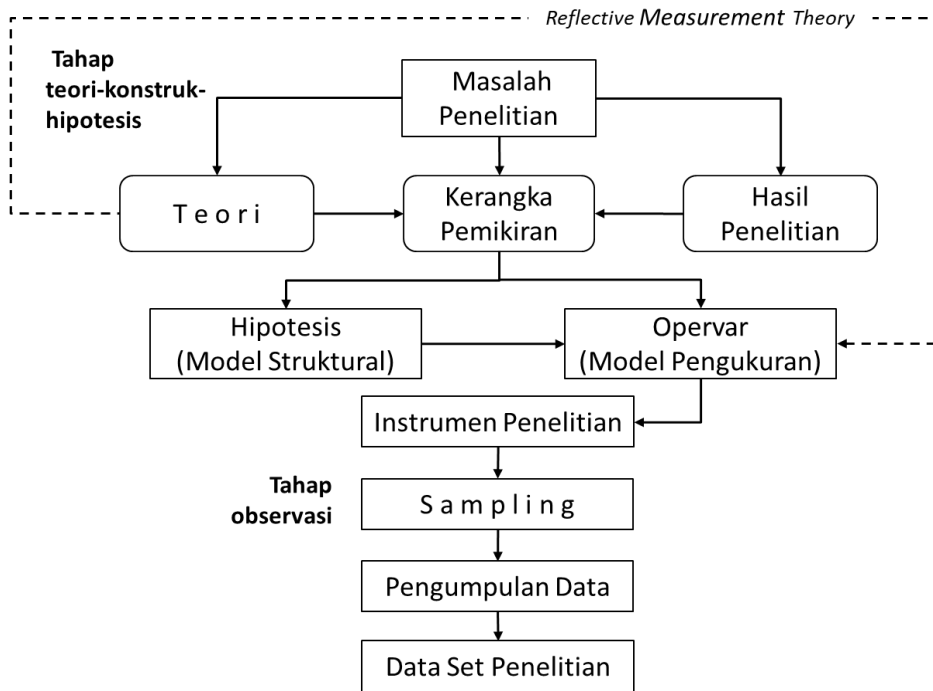 Reflective Measurement Theory
Tahap
teori-konstruk-
hipotesis
Masalah
Penelitian
T e o r i
Kerangka
Pemikiran
Hasil
Penelitian
Hipotesis
(Model Struktural)
Opervar
(Model Pengukuran)
Instrumen Penelitian
Tahap
observasi
S a m p l i n g
Pengumpulan Data
Data Set Penelitian